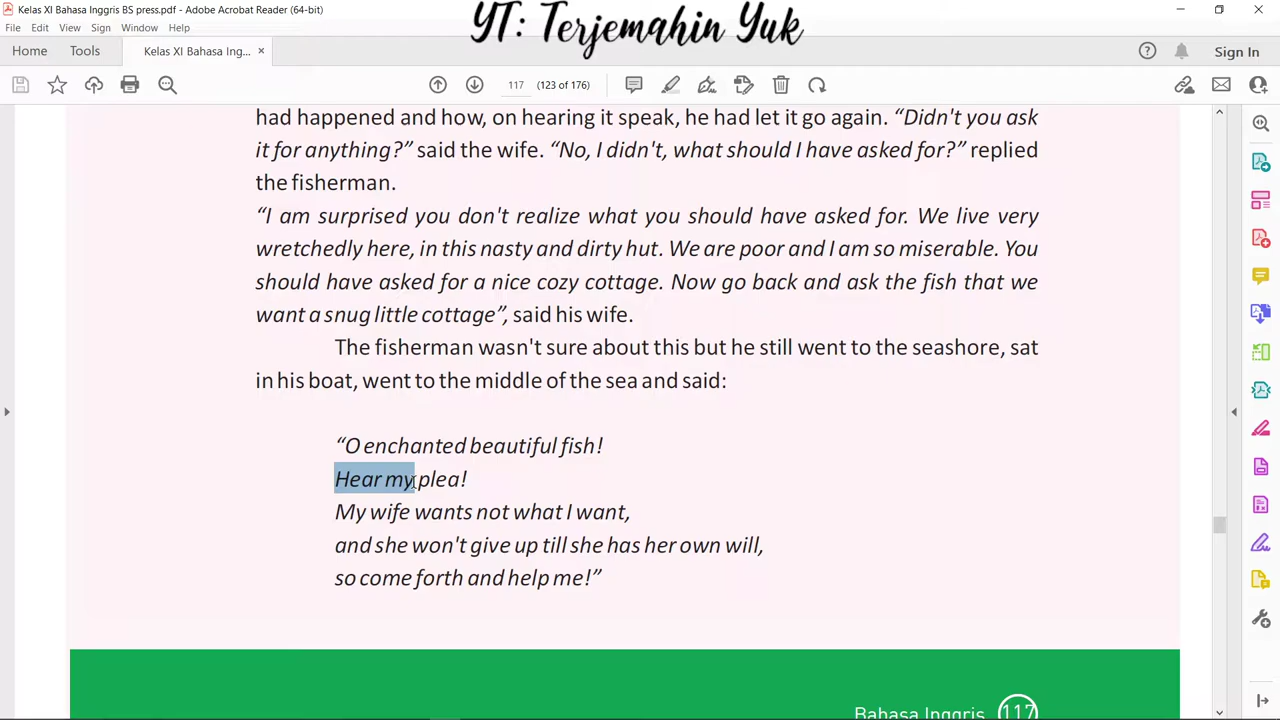 Kelas XI Bahasa Inggris BS press.pdf - Adobe Acrobat Reader (64-bit)
YT: Terjemahin Yuk
File Edit View Sign Window Help
Home Tools Kelas XI Bahasa Ing... × Sign In
117 (123 of 176)
had happened and how, on hearing it speak, he had let it go again. “Didn't you ask
it for anything?” said the wife. “No, I didn't, what should I have asked for?” replied
the fisherman.
“I am surprised you don't realize what you should have asked for. We live very
wretchedly here, in this nasty and dirty hut. We are poor and I am so miserable. You
should have asked for a nice cozy cottage. Now go back and ask the fish that we
want a snug little cottage”, said his wife.
The fisherman wasn't sure about this but he still went to the seashore, sat
in his boat, went to the middle of the sea and said:
“O enchanted beautiful fish!
Hear my plea!
My wife wants not what I want,
and she won't give up till she has her own will,
so come forth and help me!”
Bahasa Inggris 117